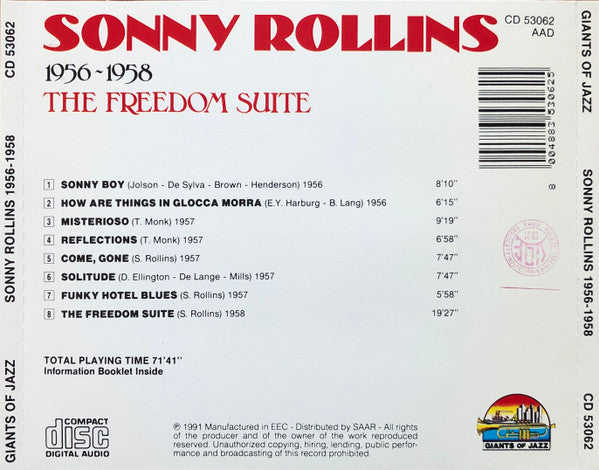 CD 53062
SONNY ROLLINS 1956-1958
GIANTS OF JAZZ
SONNY ROLLINS
CD 53062
AAD
1956~1958
THE FREEDOM SUITE
8 004883 530625
1 SONNY BOY (Jolson - De Sylva - Brown - Henderson) 1956 8'10''
2 HOW ARE THINGS IN GLOCCA MORRA (E.Y. Harburg - B. Lang) 1956 6'15''
3 MISTERIOSO (T. Monk) 1957 9'19''
4 REFLECTIONS (T. Monk) 1957 6'58''
5 COME, GONE (S. Rollins) 1957 7'47''
6 SOLITUDE (D. Ellington - De Lange - Mills) 1957 7'47''
7 FUNKY HOTEL BLUES (S. Rollins) 1957 5'58''
8 THE FREEDOM SUITE (S. Rollins) 1958 19'27''
TOTAL PLAYING TIME 71'41''
Information Booklet Inside
COMPACT
disc
DIGITAL AUDIO
℗ 1991 Manufactured in EEC - Distributed by SAAR - All rights
of the producer and of the owner of the work reproduced
reserved. Unauthorized copying, hiring, lending, public perfor-
mance and broadcasting of this record prohibited.
GIANTS OF JAZZ
GIANTS OF JAZZ
SONNY ROLLINS 1956-1958
CD 53062